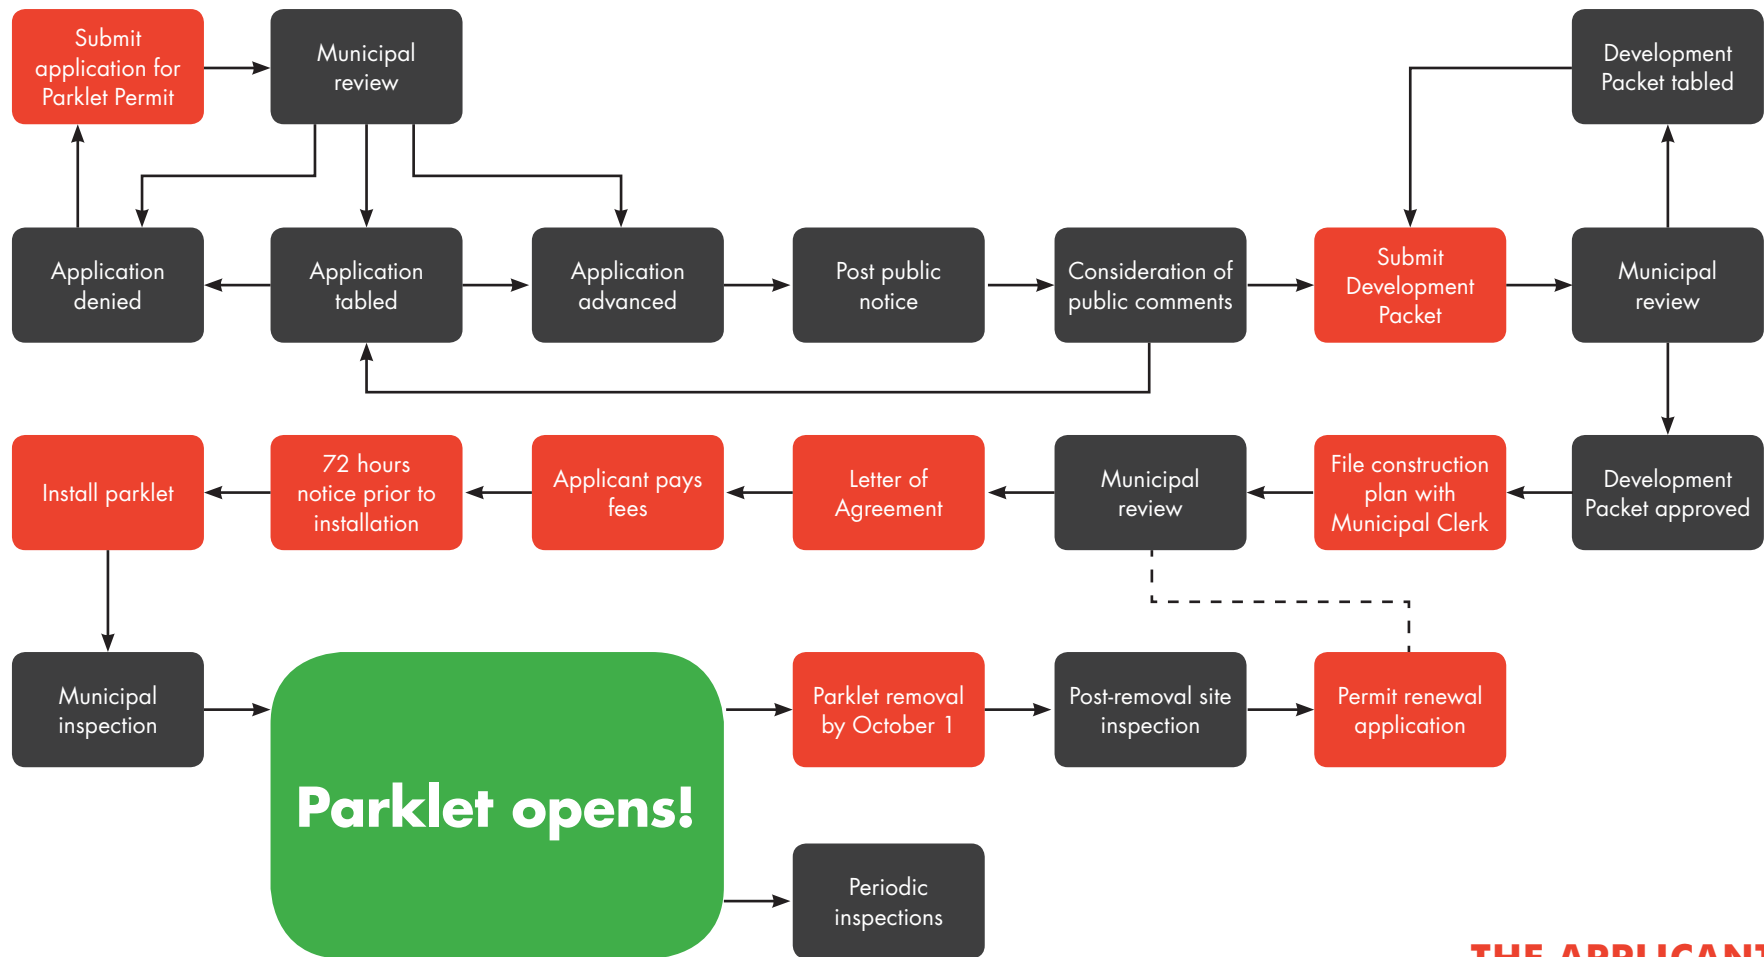 Submit
application for
Parklet Permit
Municipal
review
Development
Packet tabled
Application
denied
Application
tabled
Application
advanced
Post public
notice
Consideration of
public comments
Submit
Development
Packet
Municipal
review
Install parklet
72 hours
notice prior to
installation
Applicant pays
fees
Letter of
Agreement
Municipal
review
File construction
plan with
Municipal Clerk
Development
Packet approved
Municipal
inspection
Parklet opens!
Parklet removal
by October 1
Post-removal site
inspection
Permit renewal
application
Periodic
inspections
THE APPLICANT